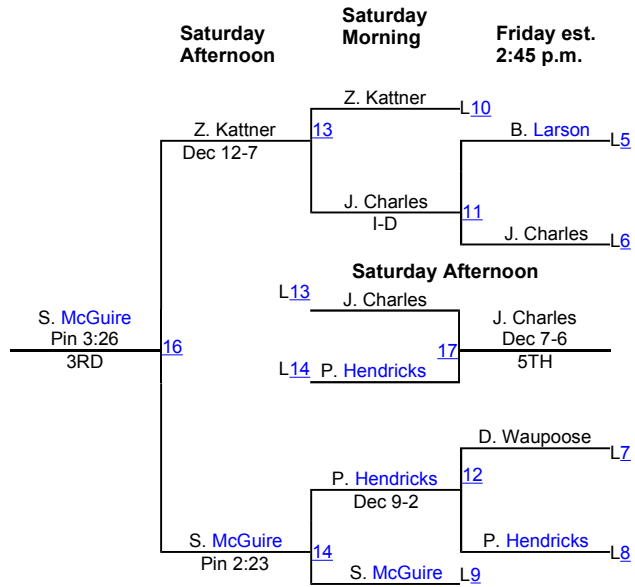 Saturday Afternoon
Saturday Morning
Friday est. 2:45 p.m.
Z. Kattner
L10
Z. Kattner
13
B. Larson
L5
Dec 12-7
J. Charles
11
I-D
J. Charles
L6
Saturday Afternoon
L13
J. Charles
S. McGuire
J. Charles
Pin 3:26
16
17
Dec 7-6
3RD
L14
P. Hendricks
5TH
D. Waupoose
L7
P. Hendricks
12
Dec 9-2
S. McGuire
14
P. Hendricks
L8
Pin 2:23
S. McGuire
L9